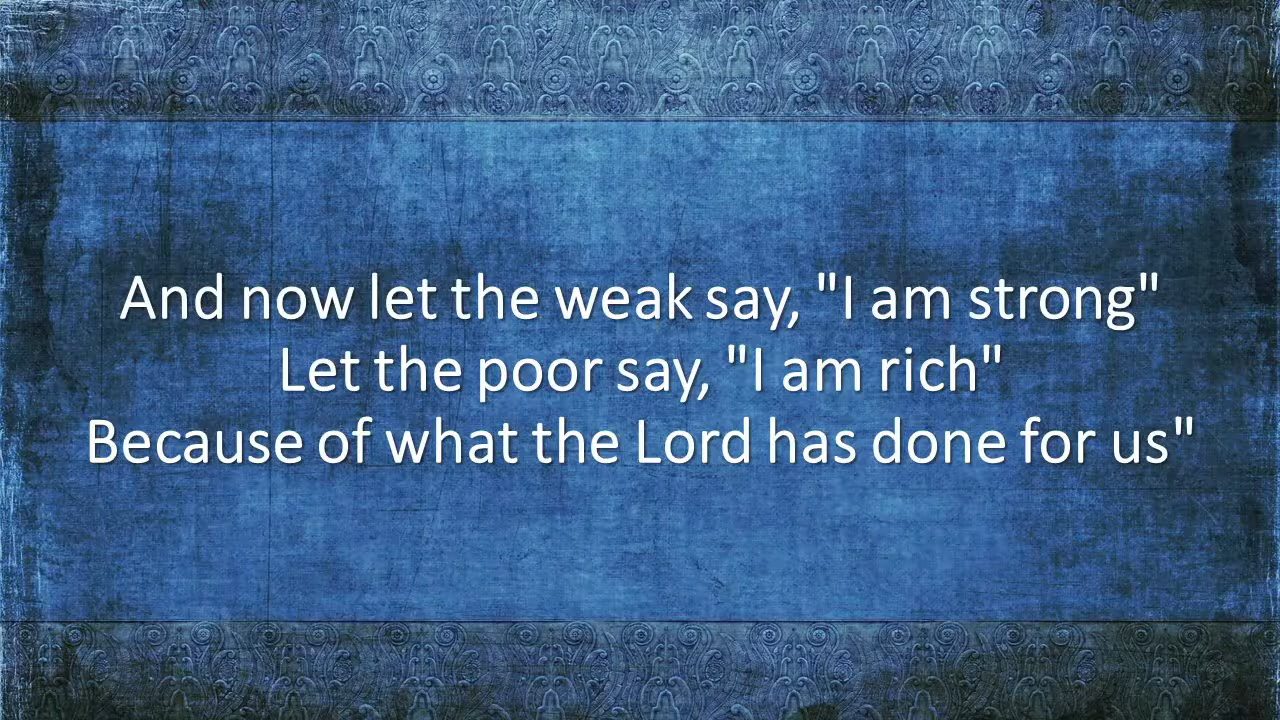 And now let the weak say, "I am strong"
Let the poor say, "I am rich"
Because of what the Lord has done for us"